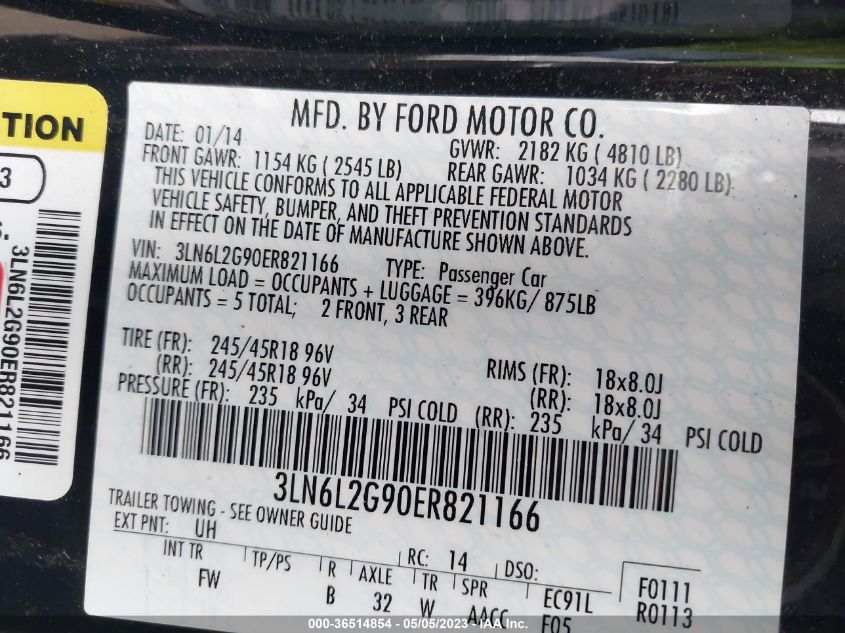 MFD. BY FORD MOTOR CO.
DATE: 01/14
GVWR: 2182 KG ( 4810 LB)
FRONT GAWR: 1154 KG ( 2545 LB)
REAR GAWR: 1034 KG ( 2280 LB)
THIS VEHICLE CONFORMS TO ALL APPLICABLE FEDERAL MOTOR
VEHICLE SAFETY, BUMPER, AND THEFT PREVENTION STANDARDS
IN EFFECT ON THE DATE OF MANUFACTURE SHOWN ABOVE.
VIN: 3LN6L2G90ER821166 TYPE: Passenger Car
MAXIMUM LOAD = OCCUPANTS + LUGGAGE = 396KG/ 875LB
OCCUPANTS = 5 TOTAL; 2 FRONT, 3 REAR
TIRE (FR): 245/45R18 96V RIMS (FR): 18x8.0J
(RR): 245/45R18 96V (RR): 18x8.0J
PRESSURE (FR): 235 kPa/ 34 PSI COLD (RR): 235 kPa/ 34 PSI COLD
3LN6L2G90ER821166
TRAILER TOWING - SEE OWNER GUIDE
EXT PNT: UH RC: 14 DSO:
INT TR TP/PS R AXLE TR SPR
FW B 32 W AACC EC91L
F05
F0111
R0113
TION
3
3LN6L2G90ER821166
000-36514854 - 05/05/2023 - IAA Inc.